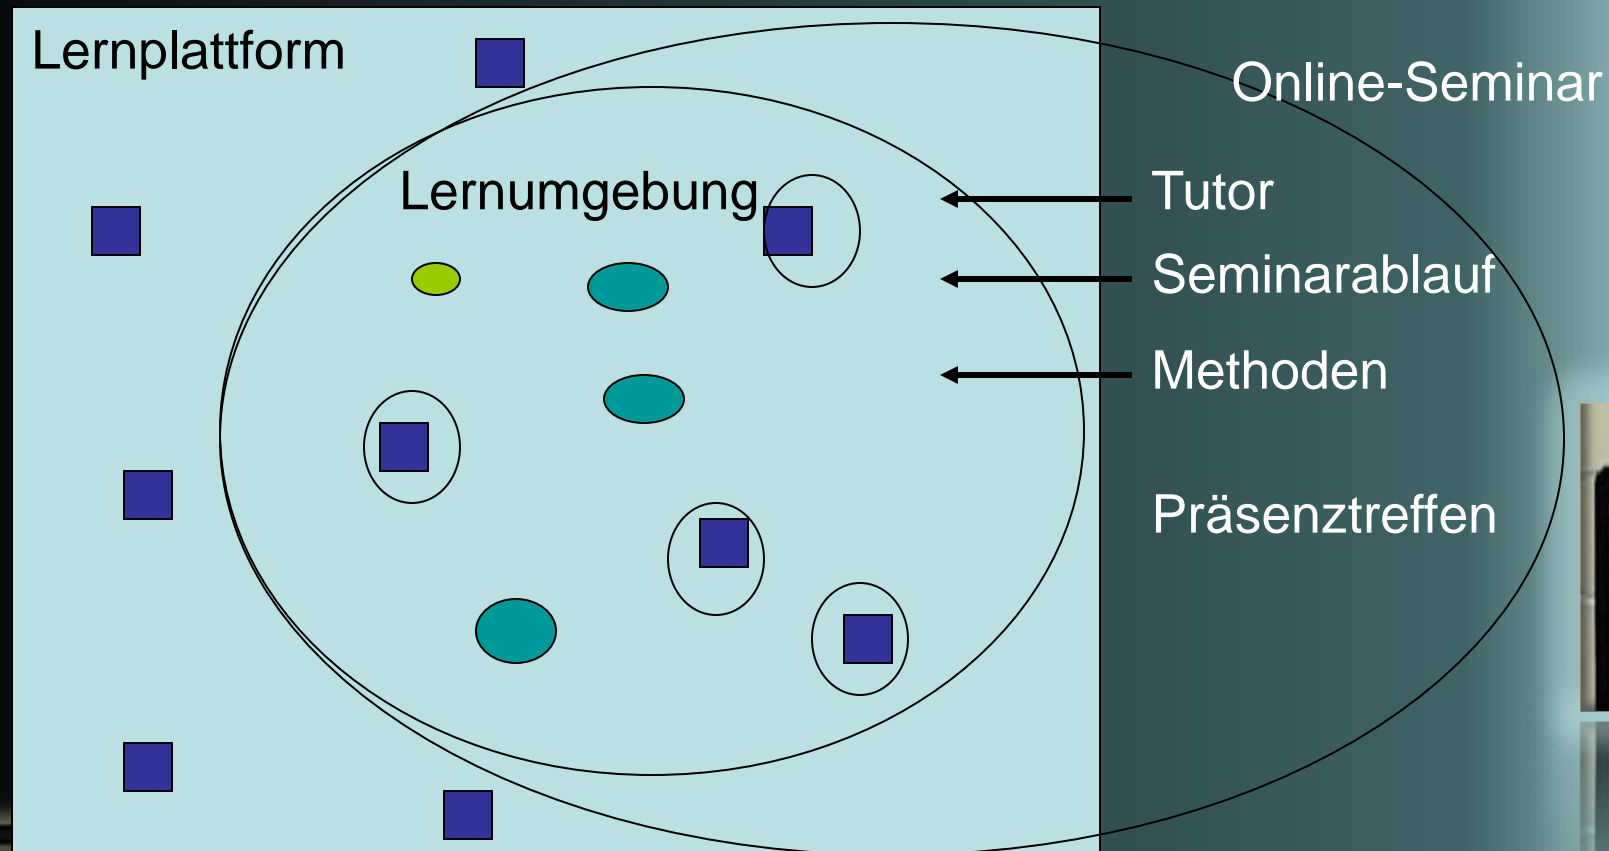 Lernplattform
Online-Seminar
Lernumgebung
Tutor
Seminarablauf
Methoden
Präsenztreffen